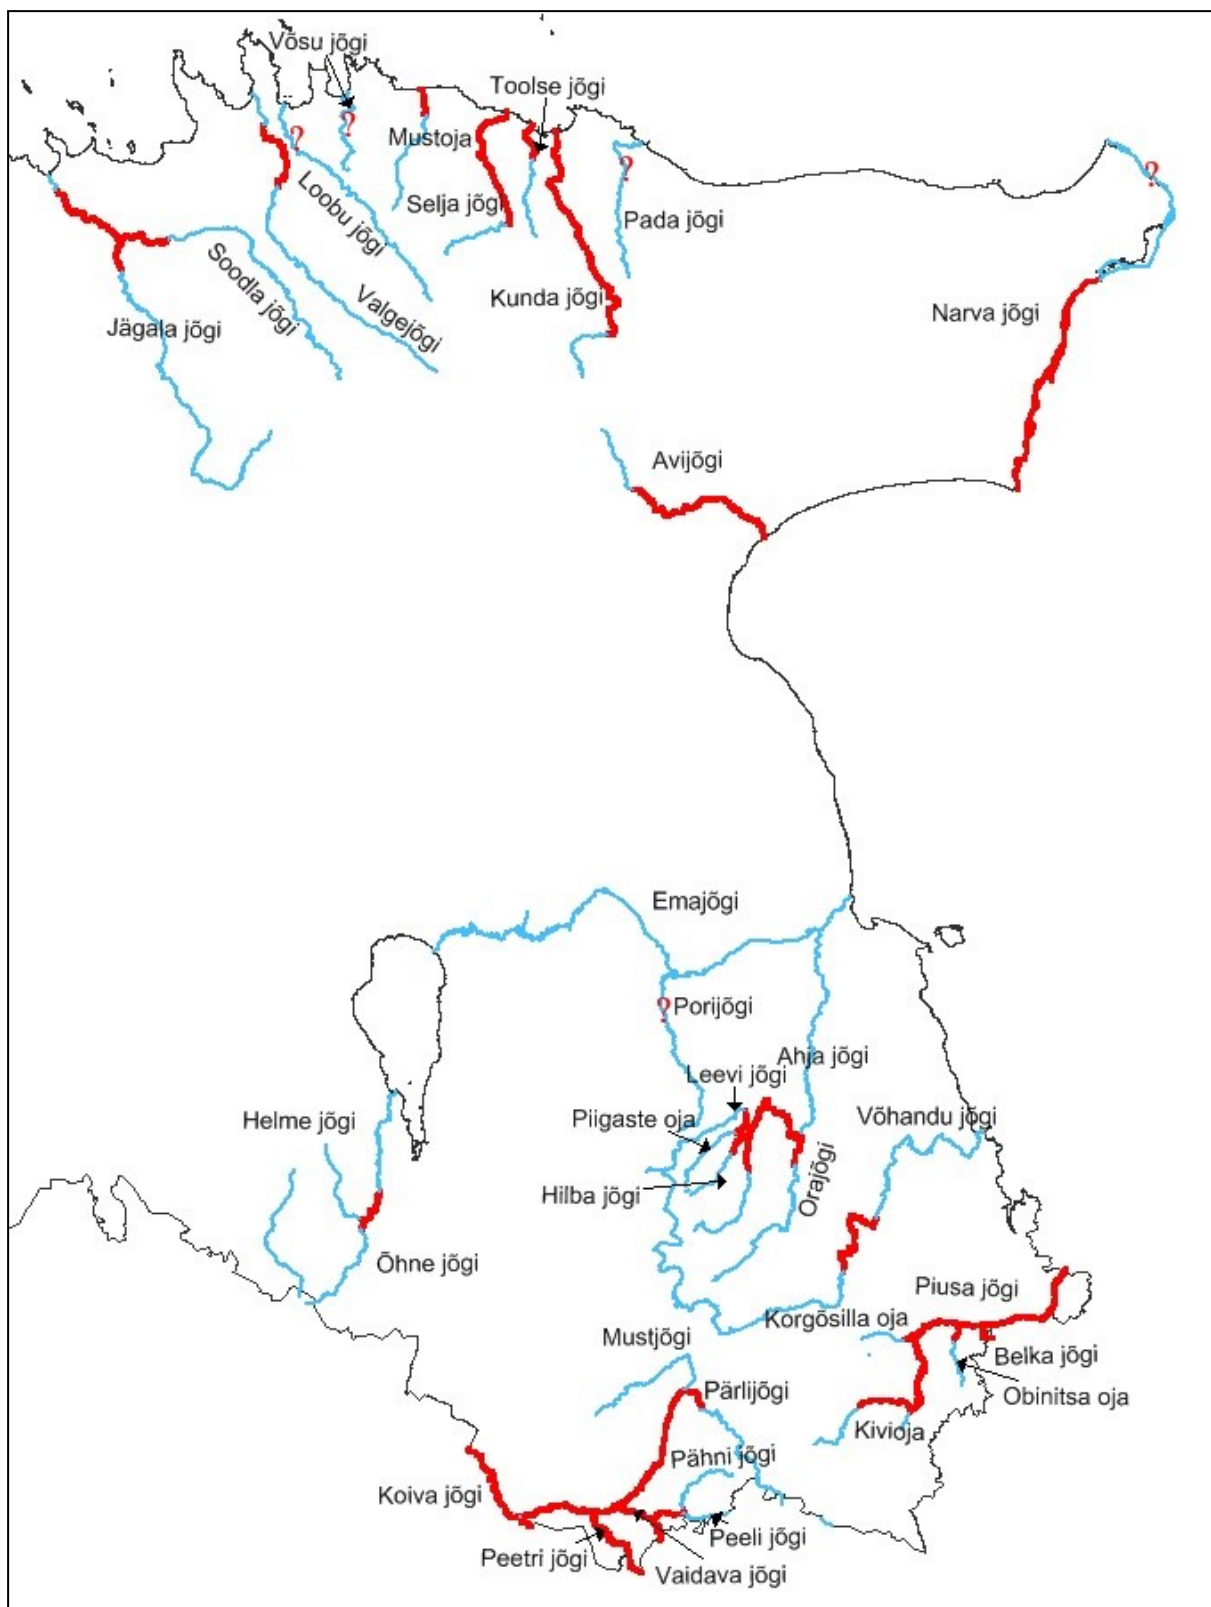 Võsu jõgi
Toolse jõgi
?
?
Mustoja
?
?
Loobu jõgi
Selja jõgi
Pada jõgi
Soodla jõgi
Valgejõgi
Kunda jõgi
Jägala jõgi
Narva jõgi
Avijõgi
Emajõgi
?
Porijõgi
Ahja jõgi
Leevi jõgi
Helme jõgi
Piigaste oja
Võhandu jõgi
Hilba jõgi
Orajõgi
Õhne jõgi
Piusa jõgi
Korgõsilla oja
Mustjõgi
Belka jõgi
Pärlijõgi
Obinitsa oja
Kivioja
Pähni jõgi
Koiva jõgi
Peeli jõgi
Peetri jõgi
Vaidava jõgi